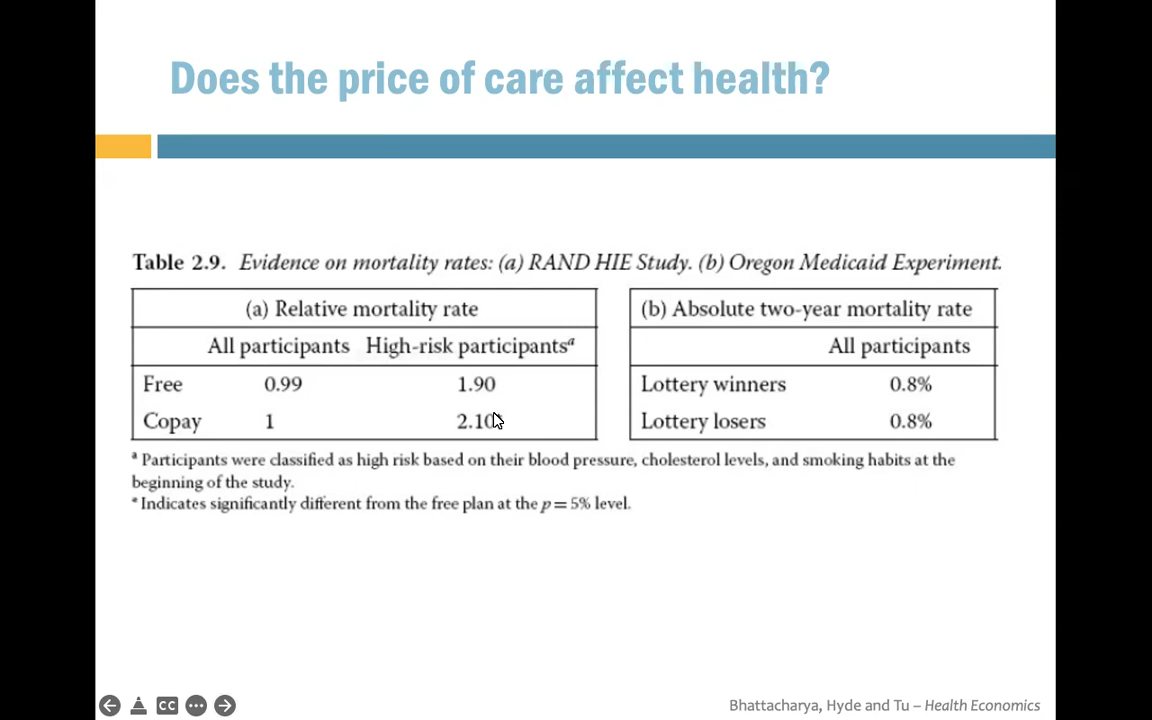 Does the price of care affect health?
Table 2.9. Evidence on mortality rates: (a) RAND HIE Study. (b) Oregon Medicaid Experiment.
(a) Relative mortality rate
All participants High-risk participantsᵃ
Free 0.99 1.90
Copay 1 2.10
(b) Absolute two-year mortality rate
All participants
Lottery winners 0.8%
Lottery losers 0.8%
ᵃ Participants were classified as high risk based on their blood pressure, cholesterol levels, and smoking habits at the
beginning of the study.
* Indicates significantly different from the free plan at the p = 5% level.
CC
Bhattacharya, Hyde and Tu – Health Economics